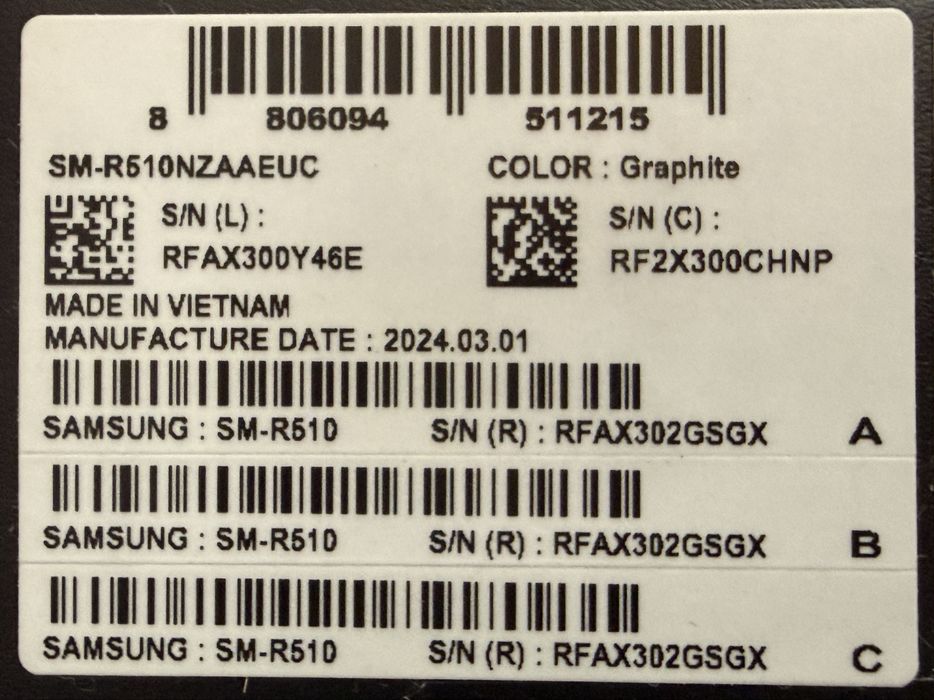 8 806094 511215
SM-R510NZAAEUC COLOR : Graphite
S/N (L) : S/N (C) :
RFAX300Y46E RF2X300CHNP
MADE IN VIETNAM
MANUFACTURE DATE : 2024.03.01
SAMSUNG : SM-R510 S/N (R) : RFAX302GSGX A
SAMSUNG : SM-R510 S/N (R) : RFAX302GSGX B
SAMSUNG : SM-R510 S/N (R) : RFAX302GSGX C